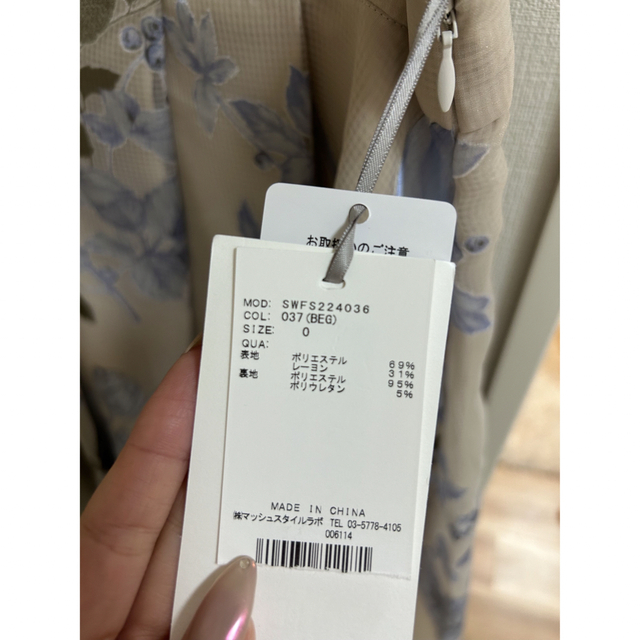 お取扱いのご注意
MOD: SWFS224036
COL: 037(BEG)
SIZE: 0
QUA:
表地 ポリエステル 69%
レーヨン 31%
裏地 ポリエステル 95%
ポリウレタン 5%
MADE IN CHINA
㈱マッシュスタイルラボ TEL 03-5778-4105
006114